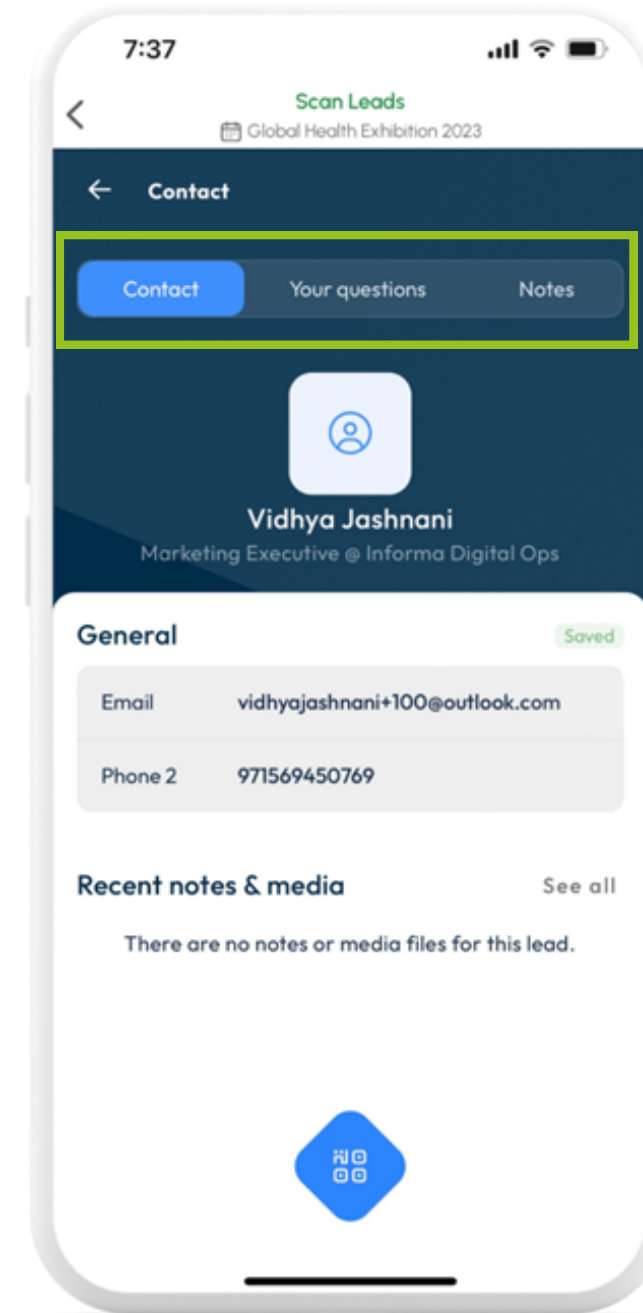 7:37
Scan Leads
Global Health Exhibition 2023
Contact
Contact Your questions Notes
Vidhya Jashnani
Marketing Executive @ Informa Digital Ops
General Saved
Email vidhyajashnani+100@outlook.com
Phone 2 971569450769
Recent notes & media See all
There are no notes or media files for this lead.